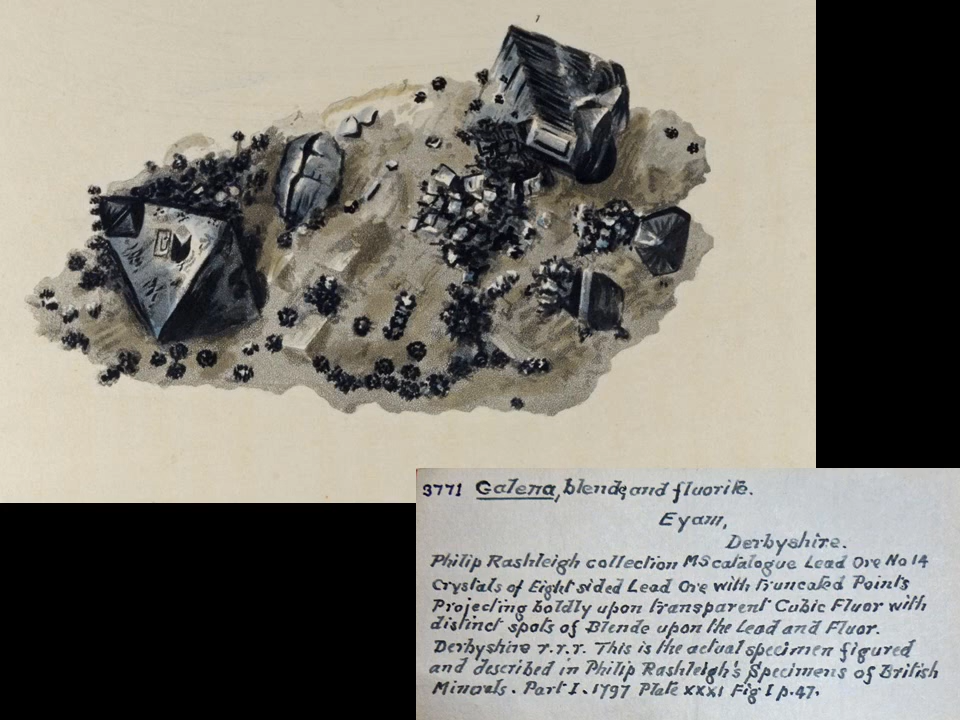 3771 Galena, blende and fluorite.
Eyam,
Derbyshire.
Philip Rashleigh collection MS catalogue Lead Ore No 14
Crystals of Eight sided Lead Ore with truncated Points
Projecting boldly upon transparent Cubic Fluor with
distinct spots of Blende upon the Lead and Fluor.
Derbyshire r.r.r. This is the actual specimen figured
and described in Philip Rashleigh's Specimens of British
Minerals. Part I. 1797 Plate XXXI Fig I p.47.